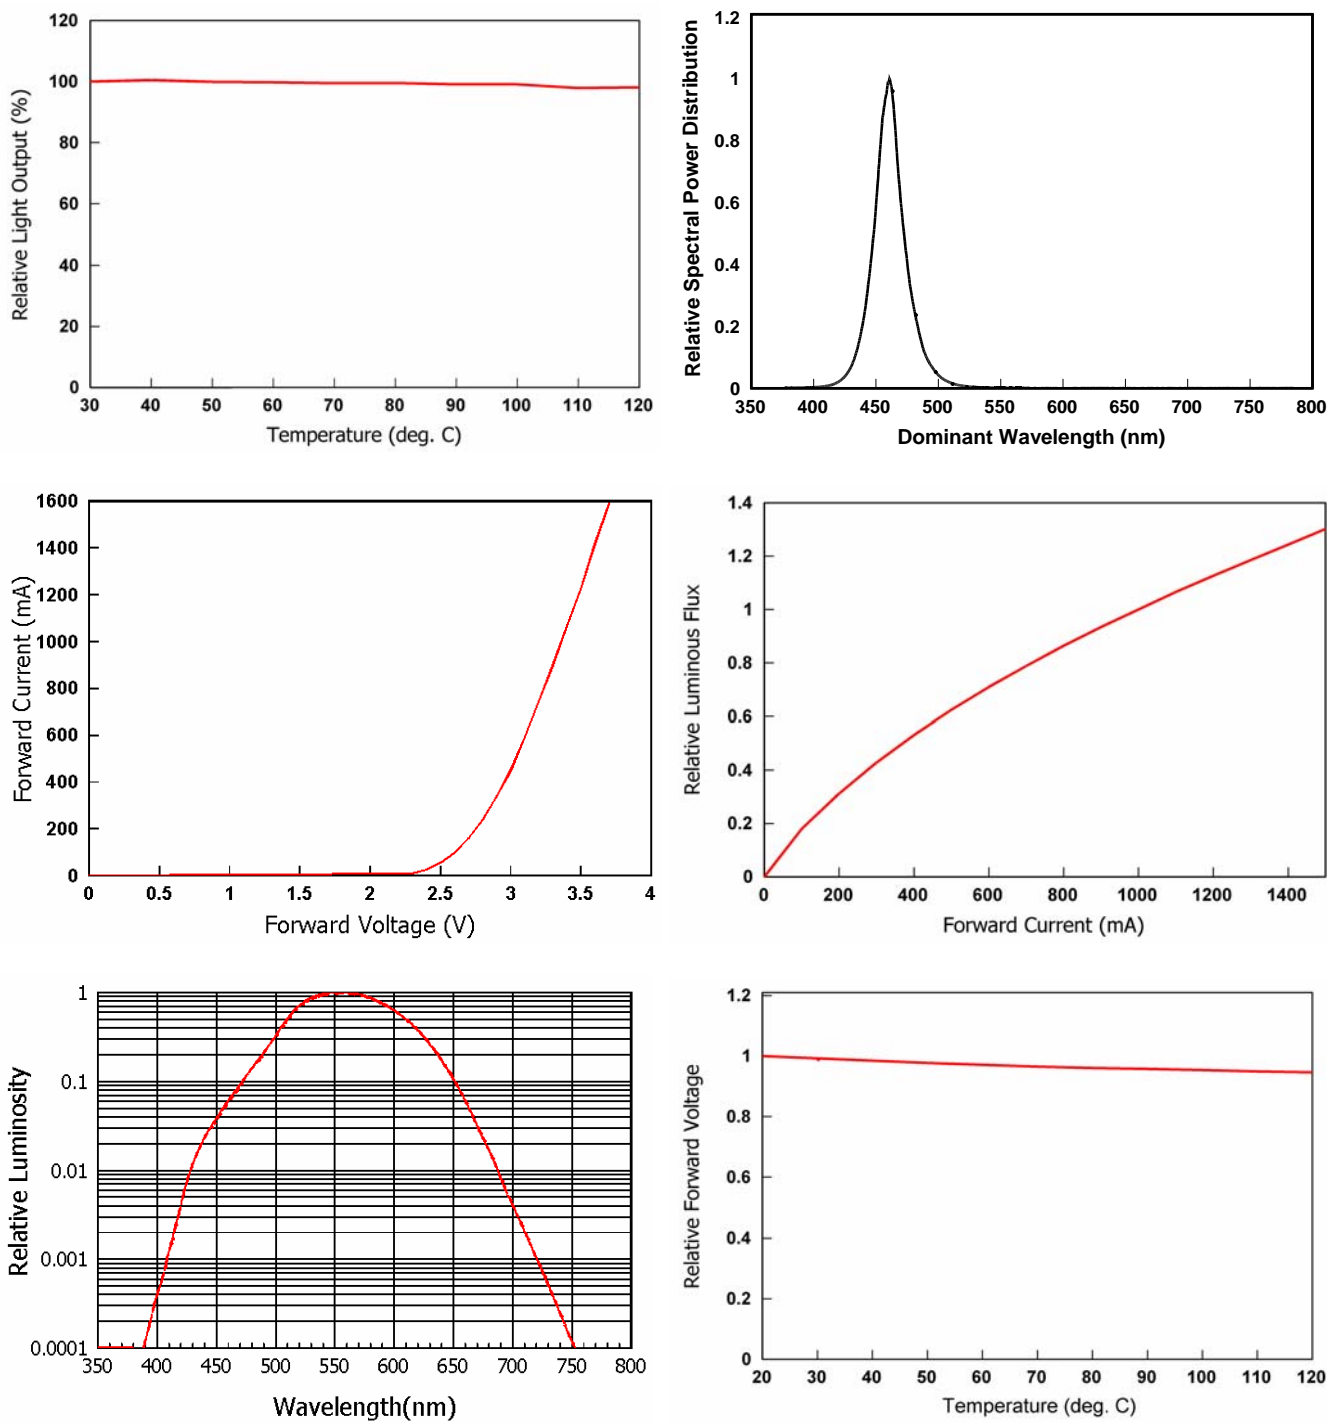 Relative Light Output (%)
120
100
80
60
40
20
0
30 40 50 60 70 80 90 100 110 120
Temperature (deg. C)
Relative Spectral Power Distribution
1.2
1
0.8
0.6
0.4
0.2
0
350 400 450 500 550 600 650 700 750 800
Dominant Wavelength (nm)
Forward Current (mA)
1600
1400
1200
1000
800
600
400
200
0
0 0.5 1 1.5 2 2.5 3 3.5 4
Forward Voltage (V)
Relative Luminous Flux
1.4
1.2
1
0.8
0.6
0.4
0.2
0
0 200 400 600 800 1000 1200 1400
Forward Current (mA)
Relative Luminosity
1
0.1
0.01
0.001
0.0001
350 400 450 500 550 600 650 700 750 800
Wavelength(nm)
Relative Forward Voltage
1.2
1
0.8
0.6
0.4
0.2
0
20 30 40 50 60 70 80 90 100 110 120
Temperature (deg. C)